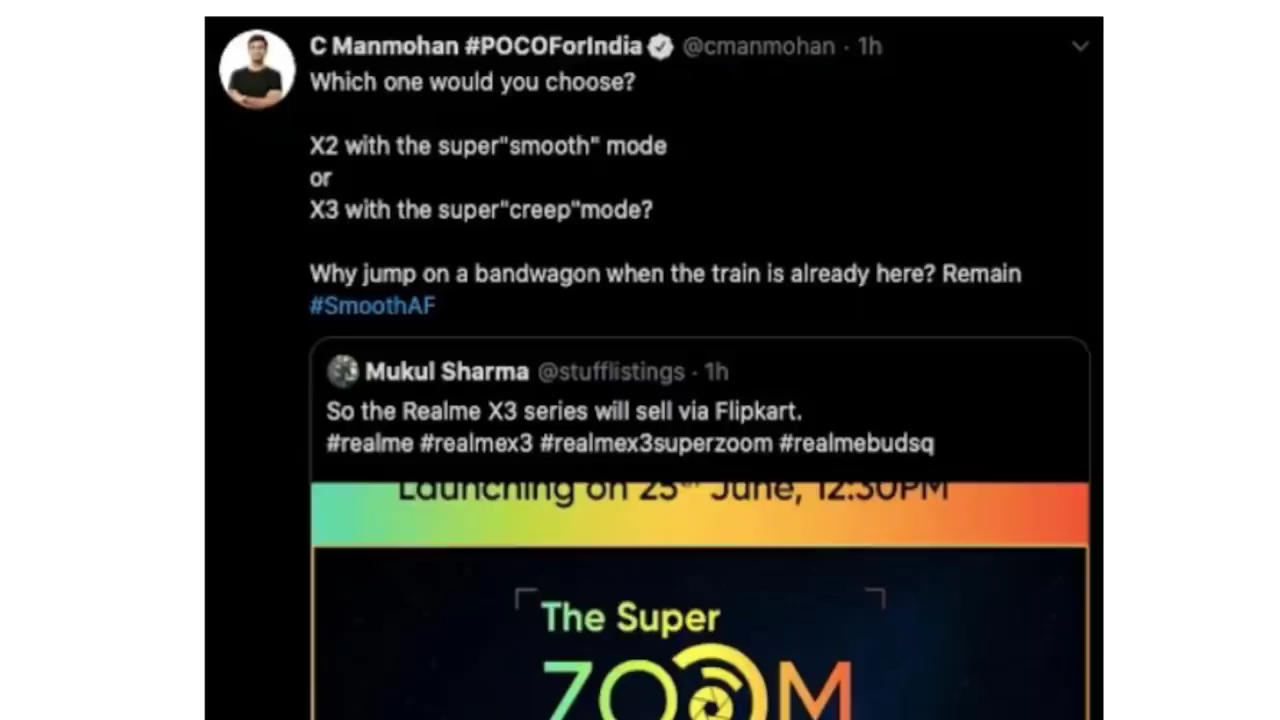 C Manmohan #POCOForIndia @cmanmohan · 1h
Which one would you choose?
X2 with the super"smooth" mode
or
X3 with the super"creep"mode?
Why jump on a bandwagon when the train is already here? Remain
#SmoothAF
Mukul Sharma @stufflistings · 1h
So the Realme X3 series will sell via Flipkart.
#realme #realmex3 #realmex3superzoom #realmebudsq
Launching on 25th June, 12:30PM
The Super
ZOOM